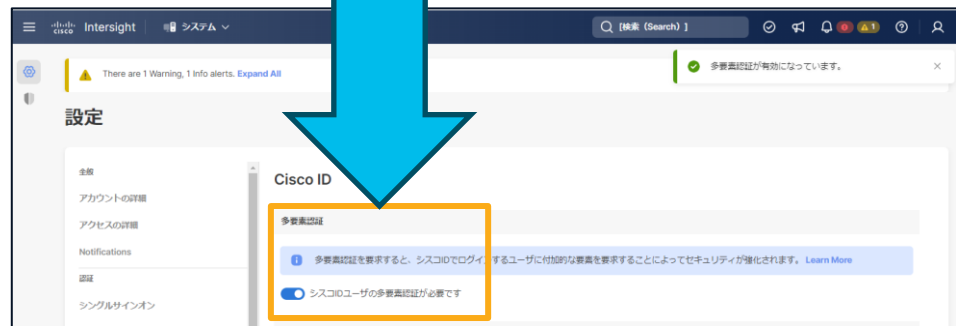 cisco Intersight システム
[検索（Search）]
1
There are 1 Warning, 1 Info alerts. Expand All
多要素認証が有効になっています。
設定
全般
アカウントの詳細
アクセスの詳細
Notifications
認証
シングルサインオン
Cisco ID
多要素認証
多要素認証を要求すると、シスコIDでログインするユーザに付加的な要素を要求することによってセキュリティが強化されます。 Learn More
シスコIDユーザの多要素認証が必要です